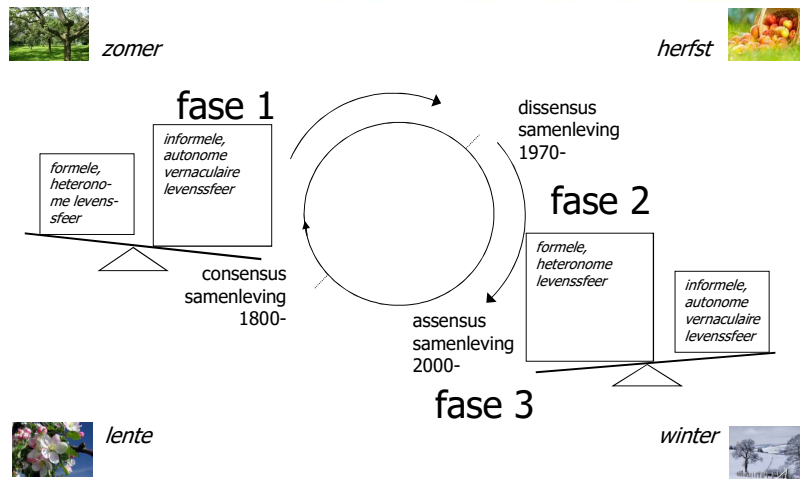 zomer
herfst
fase 1
informele,
autonome
vernaculaire
levenssfeer
formele,
heterono-
me levens-
sfeer
dissensus
samenleving
1970-
fase 2
formele,
heteronome
levenssfeer
informele,
autonome
vernaculaire
levenssfeer
consensus
samenleving
1800-
assensus
samenleving
2000-
fase 3
lente
winter